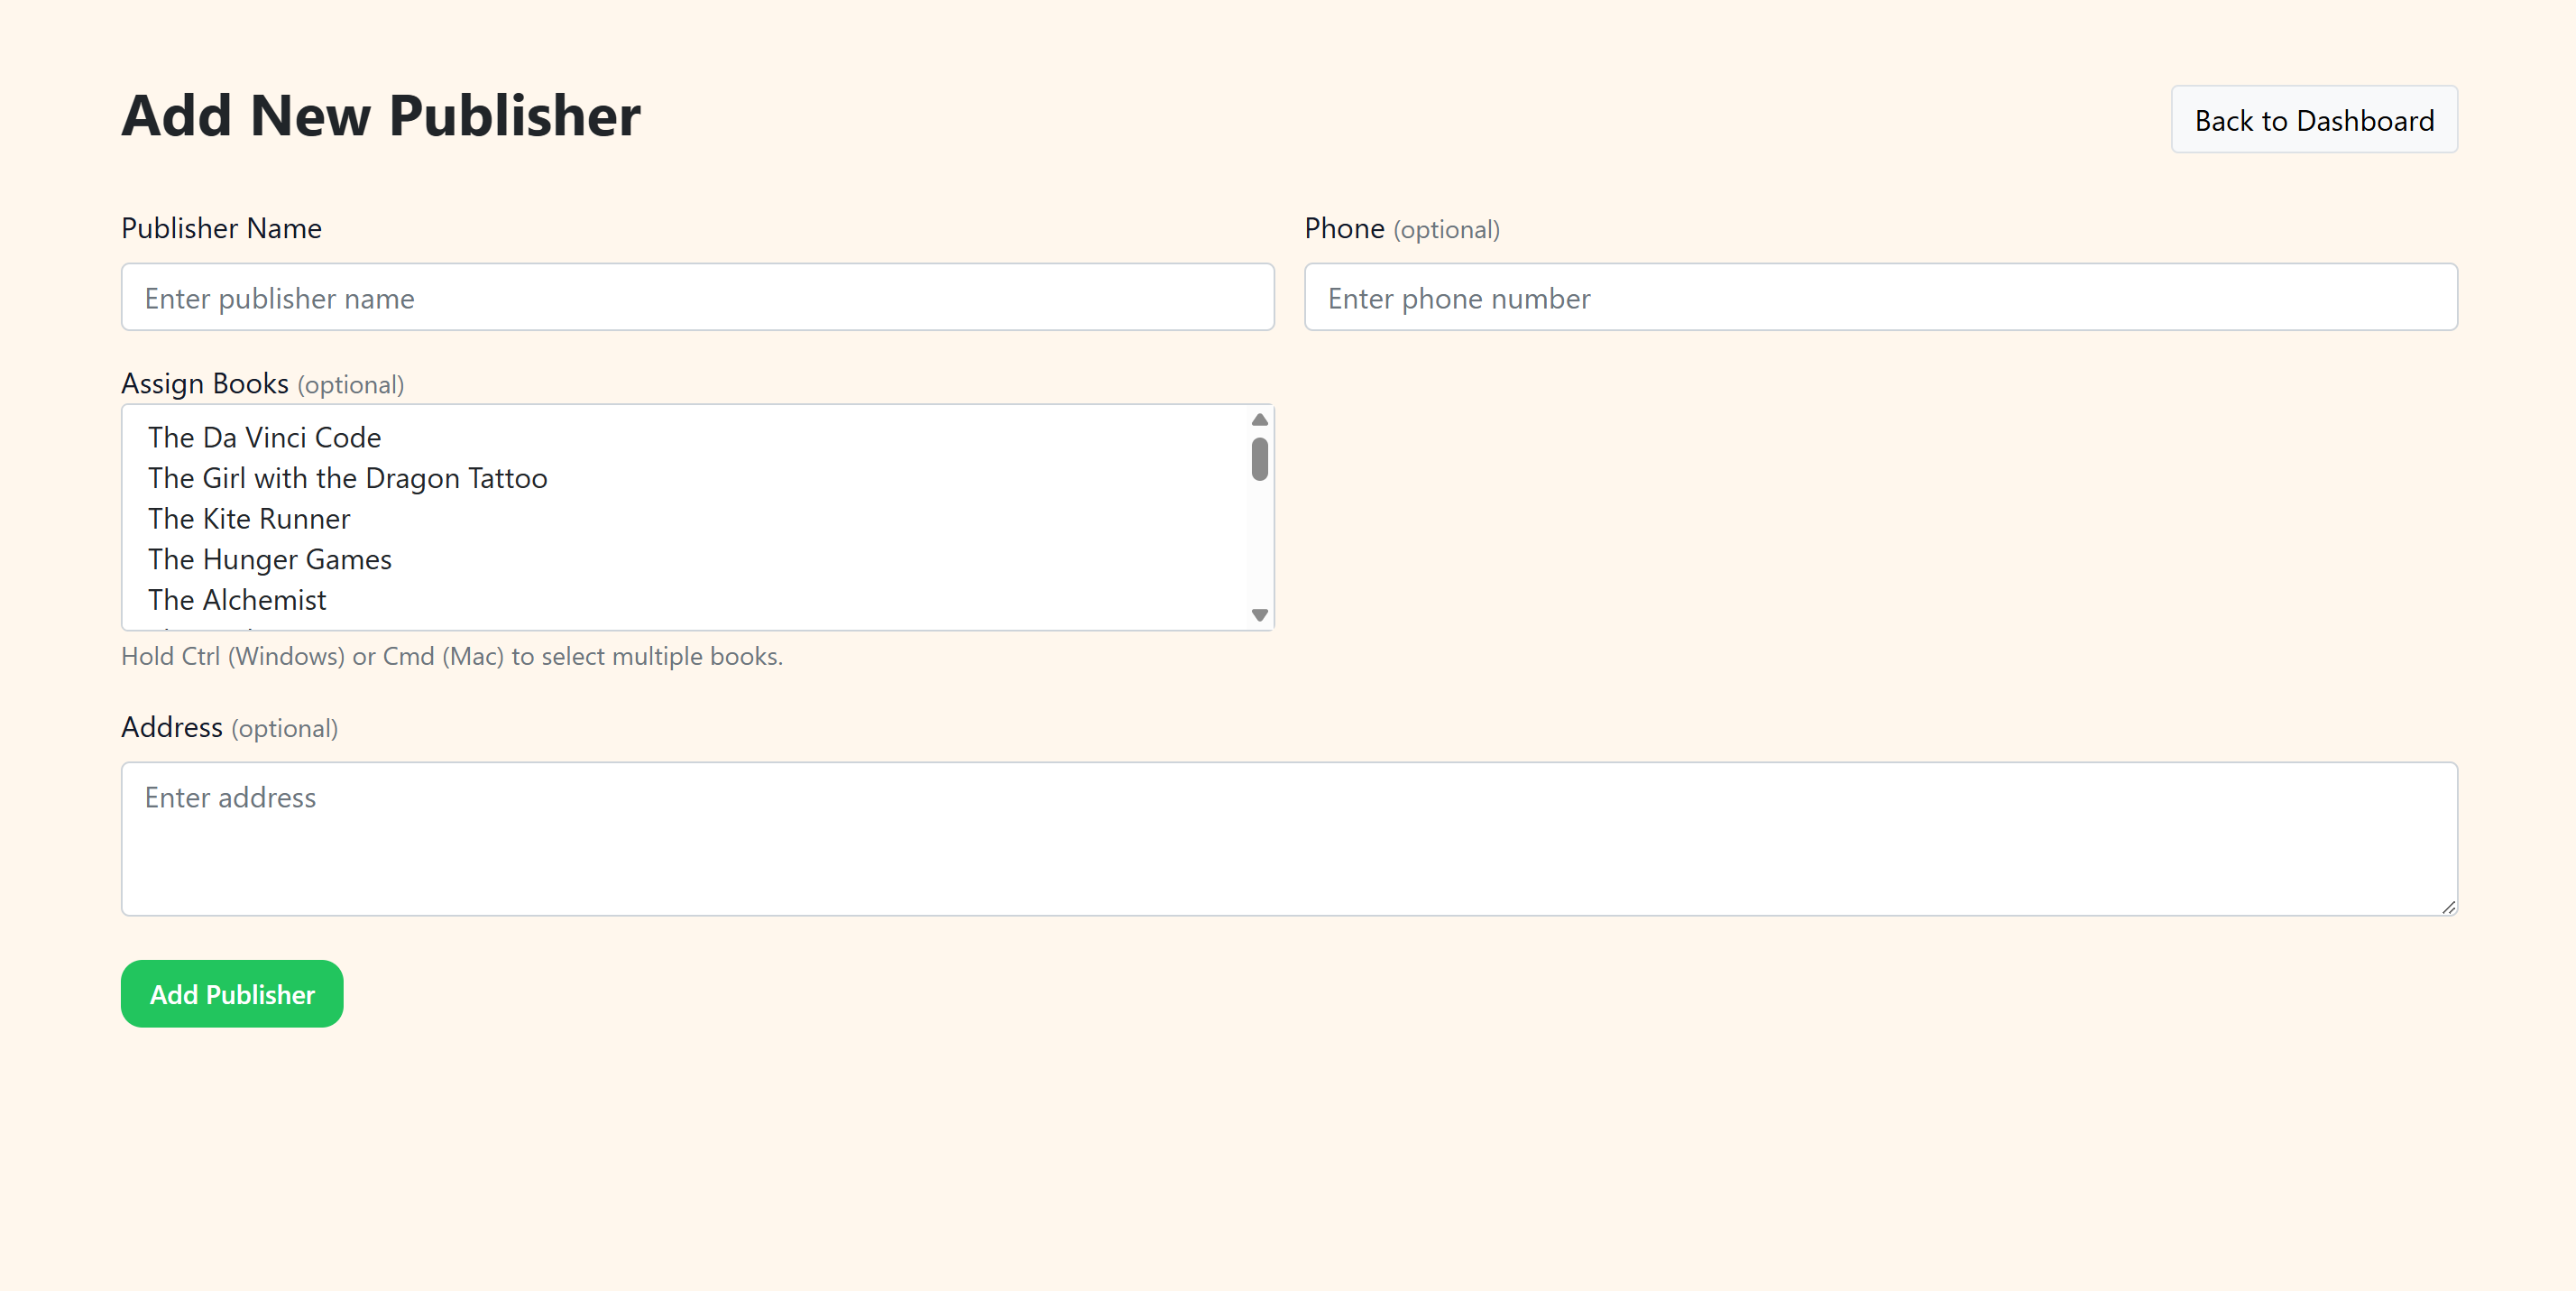 Add New Publisher
Back to Dashboard
Publisher Name
Phone (optional)
Enter publisher name
Enter phone number
Assign Books (optional)
The Da Vinci Code
The Girl with the Dragon Tattoo
The Kite Runner
The Hunger Games
The Alchemist
Hold Ctrl (Windows) or Cmd (Mac) to select multiple books.
Address (optional)
Enter address
Add Publisher